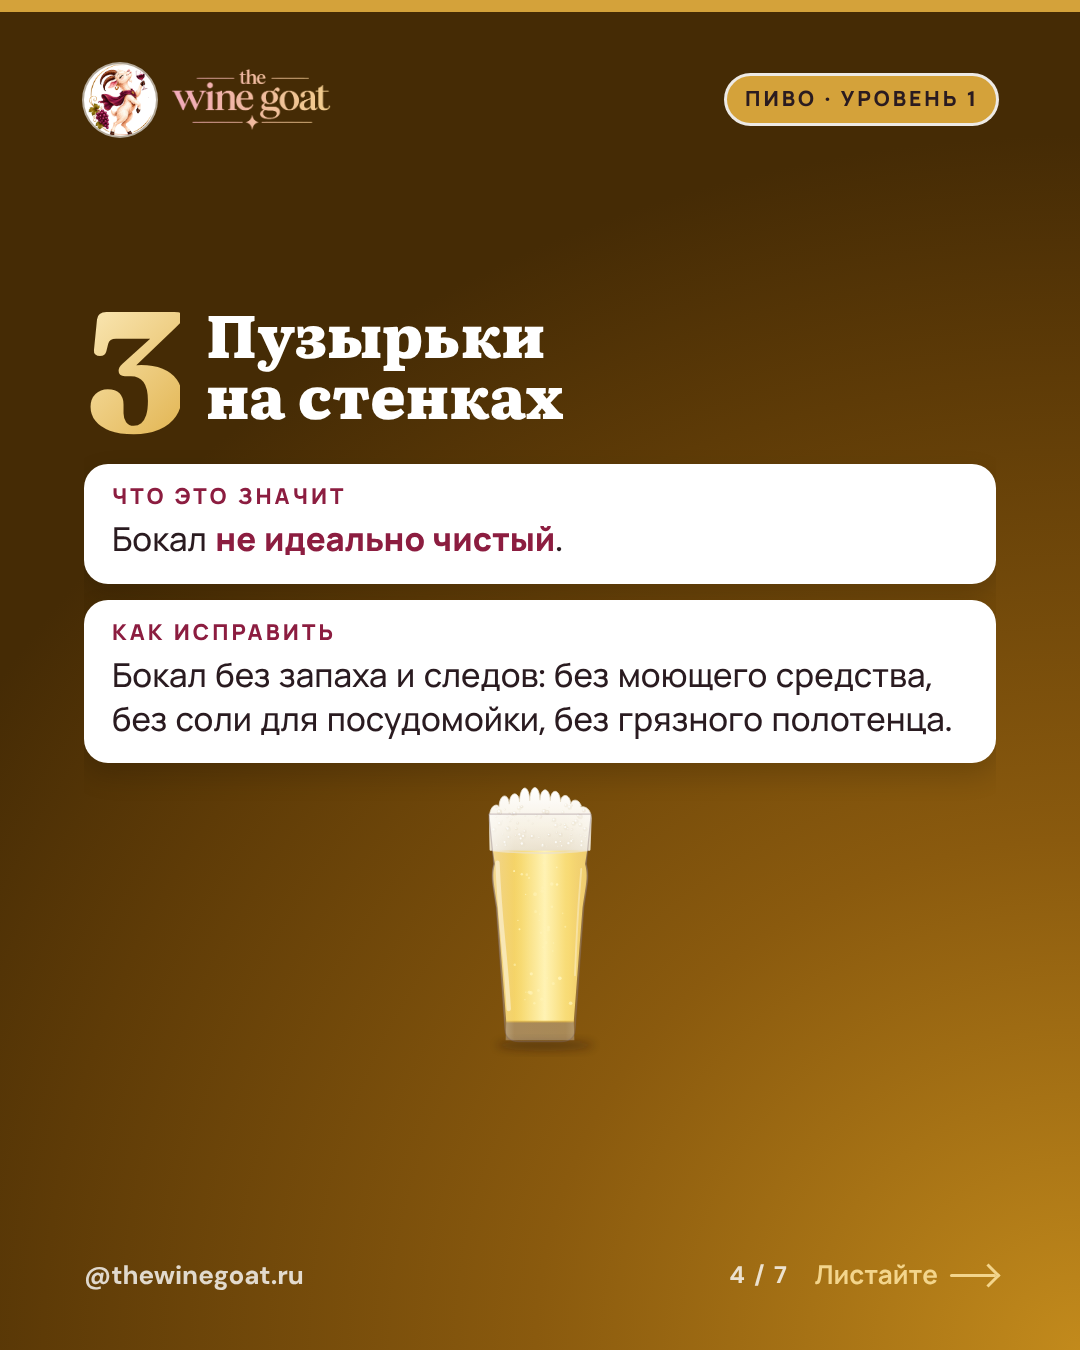 the
wine goat
ПИВО · УРОВЕНЬ 1
3
Пузырьки
на стенках
ЧТО ЭТО ЗНАЧИТ
Бокал не идеально чистый.
КАК ИСПРАВИТЬ
Бокал без запаха и следов: без моющего средства,
без соли для посудомойки, без грязного полотенца.
@thewinegoat.ru
4 / 7 Листайте